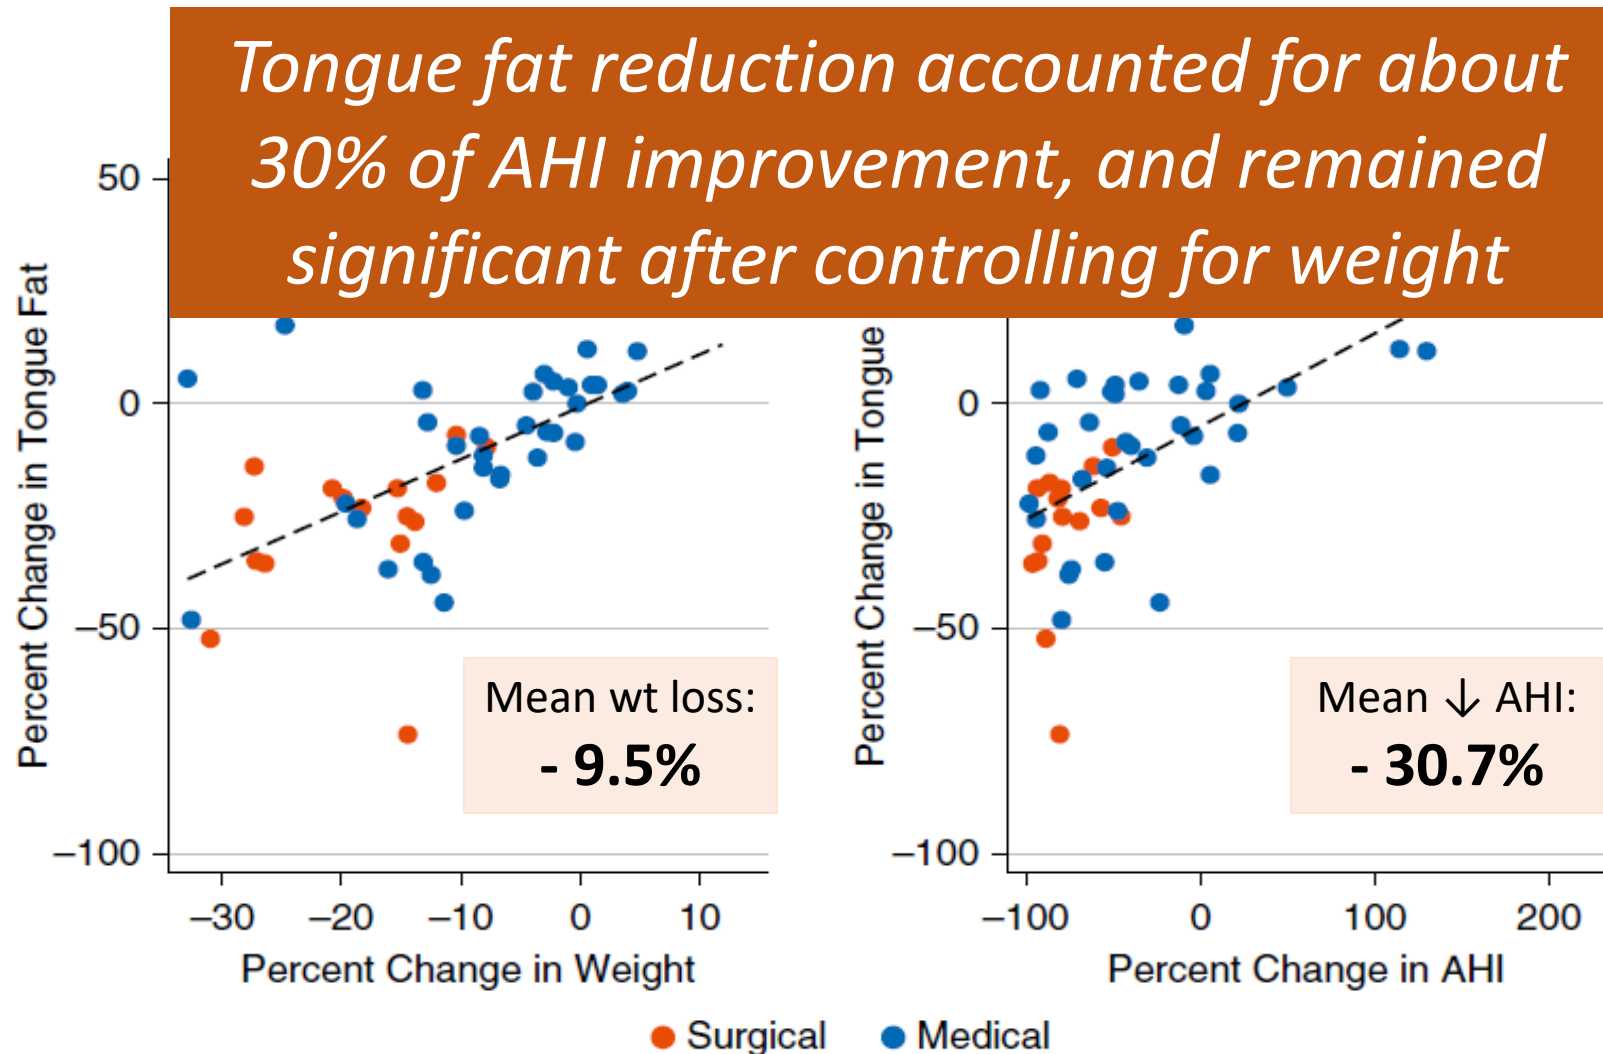 Tongue fat reduction accounted for about
30% of AHI improvement, and remained
significant after controlling for weight
Percent Change in Tongue Fat
50
0
−50
−100
−30 −20 −10 0 10
Percent Change in Weight
Mean wt loss:
- 9.5%
Percent Change in Tongue
0
−50
−100
−100 0 100 200
Percent Change in AHI
Mean ↓ AHI:
- 30.7%
Surgical Medical